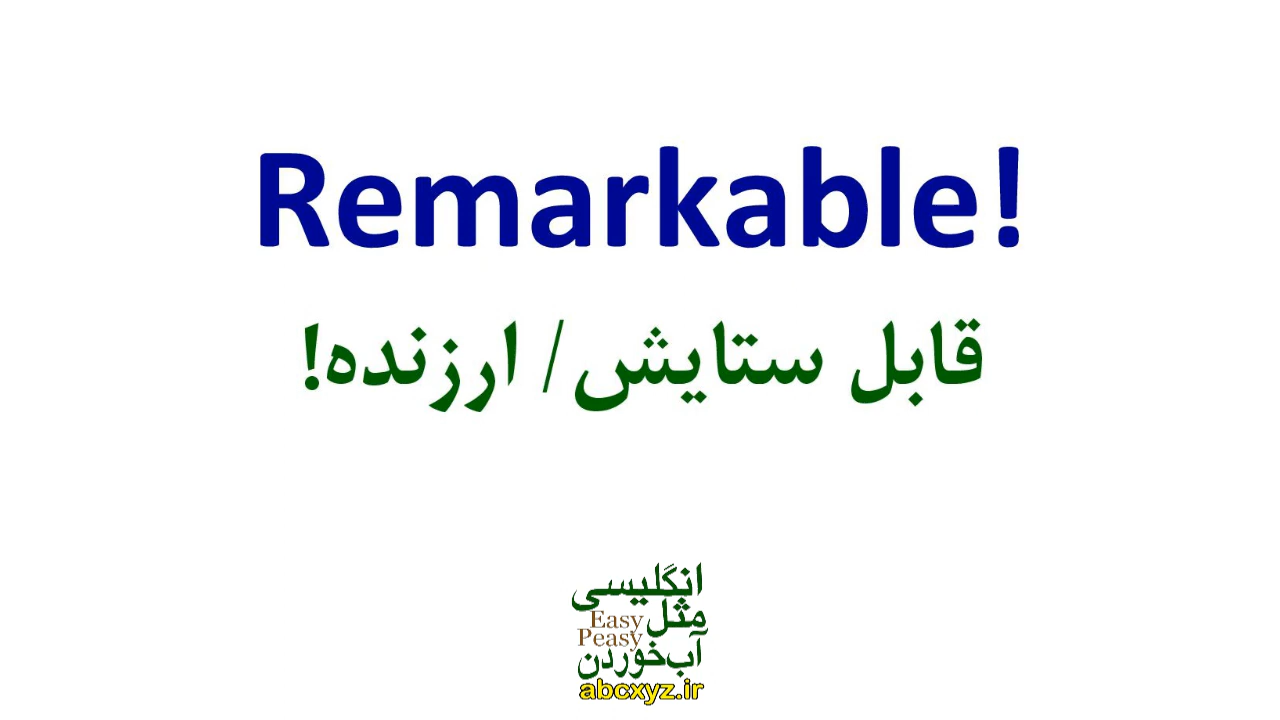 Remarkable!
قابل ستایش/ ارزنده!
انگلیسی
مثل
Easy
Peasy
آب‌خوردن
abcxyz.ir